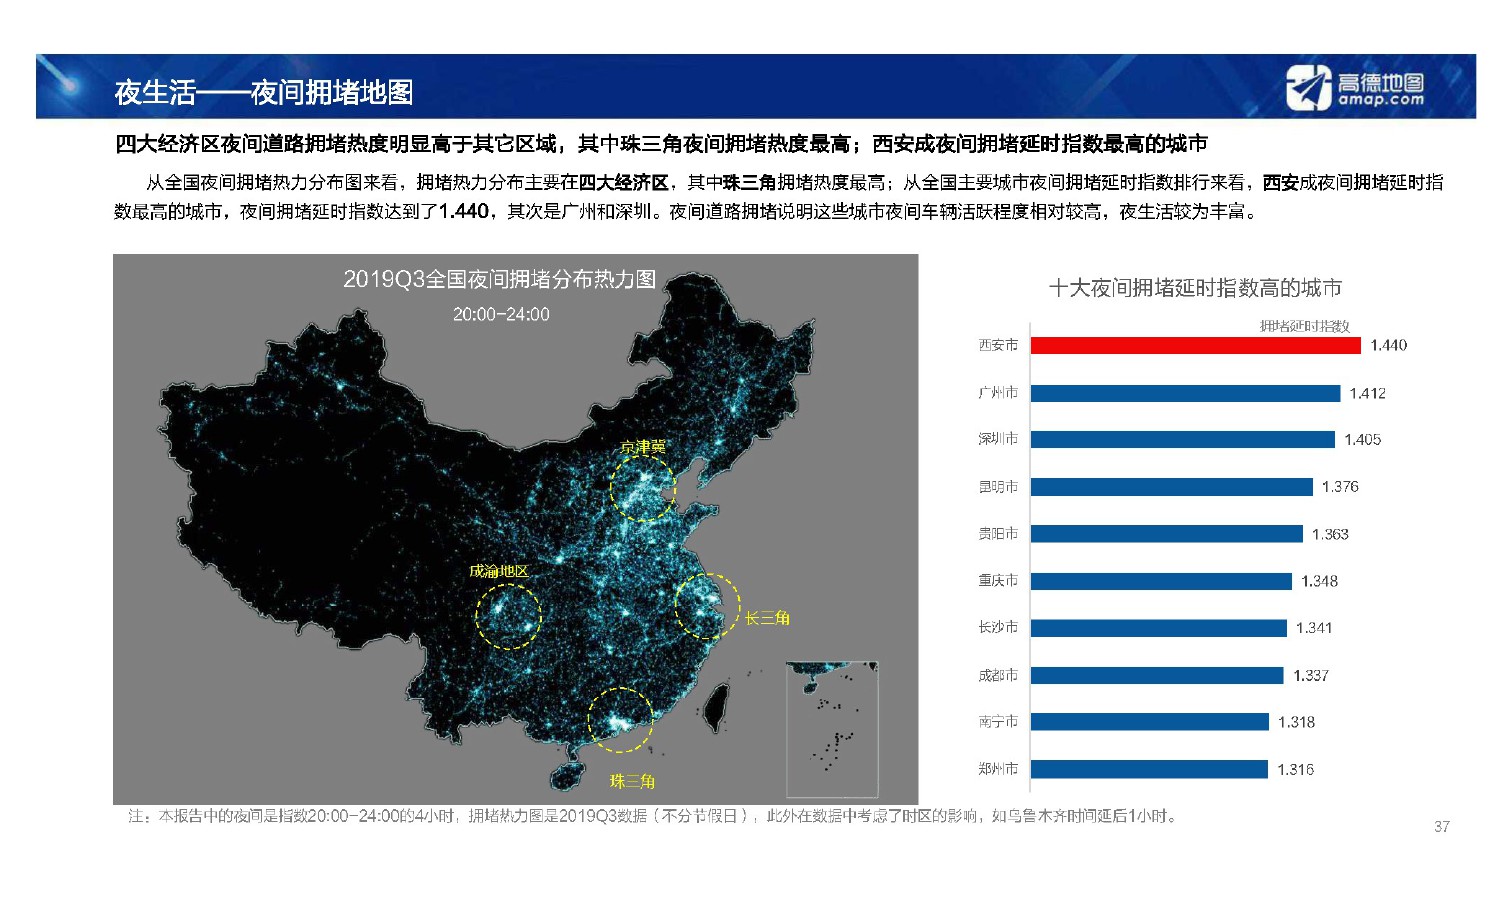 夜生活——夜间拥堵地图
高德地图
amap.com
四大经济区夜间道路拥堵热度明显高于其它区域，其中珠三角夜间拥堵热度最高；西安成夜间拥堵延时指数最高的城市
从全国夜间拥堵热力分布图来看，拥堵热力分布主要在四大经济区，其中珠三角拥堵热度最高；从全国主要城市夜间拥堵延时指数排行来看，西安成夜间拥堵延时指
数最高的城市，夜间拥堵延时指数达到了1.440，其次是广州和深圳。夜间道路拥堵说明这些城市夜间车辆活跃程度相对较高，夜生活较为丰富。
2019Q3全国夜间拥堵分布热力图
20:00-24:00
京津冀
成渝地区
长三角
珠三角
十大夜间拥堵延时指数高的城市
拥堵延时指数
西安市 1.440
广州市 1.412
深圳市 1.405
昆明市 1.376
贵阳市 1.363
重庆市 1.348
长沙市 1.341
成都市 1.337
南宁市 1.318
郑州市 1.316
注：本报告中的夜间是指数20:00-24:00的4小时，拥堵热力图是2019Q3数据（不分节假日），此外在数据中考虑了时区的影响，如乌鲁木齐时间延后1小时。
37